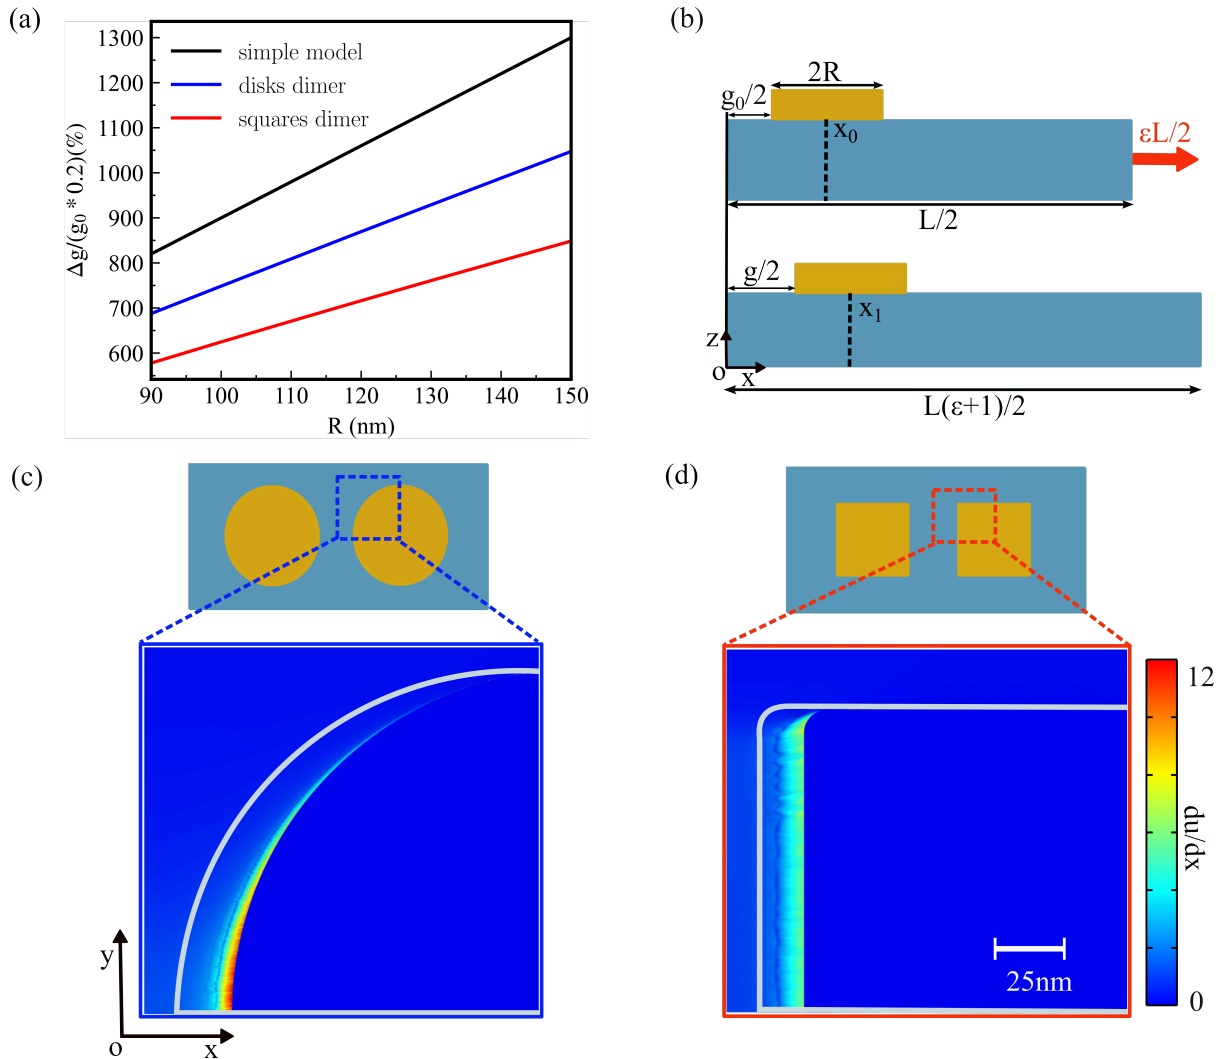 (a)
Δg/(g₀ * 0.2)(%)
1300
1200
1100
1000
900
800
700
600
simple model
disks dimer
squares dimer
90 100 110 120 130 140 150
R (nm)
(b)
2R
g₀/2
x₀
εL/2
L/2
g/2
x₁
z
o x
L(ε+1)/2
(c)
y
o x
(d)
25nm
12
du/dx
0